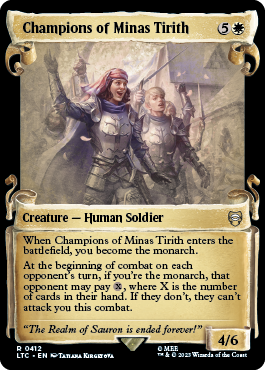 Champions of Minas Tirith 5
Creature — Human Soldier
When Champions of Minas Tirith enters the
battlefield, you become the monarch.
At the beginning of combat on each
opponent's turn, if you're the monarch, that
opponent may pay X, where X is the number
of cards in their hand. If they don't, they can't
attack you this combat.
"The Realm of Sauron is ended forever!"
4/6
R 0412
LTC • EN Tatiana Kirgetova
© MEE
™ & © 2023 Wizards of the Coast